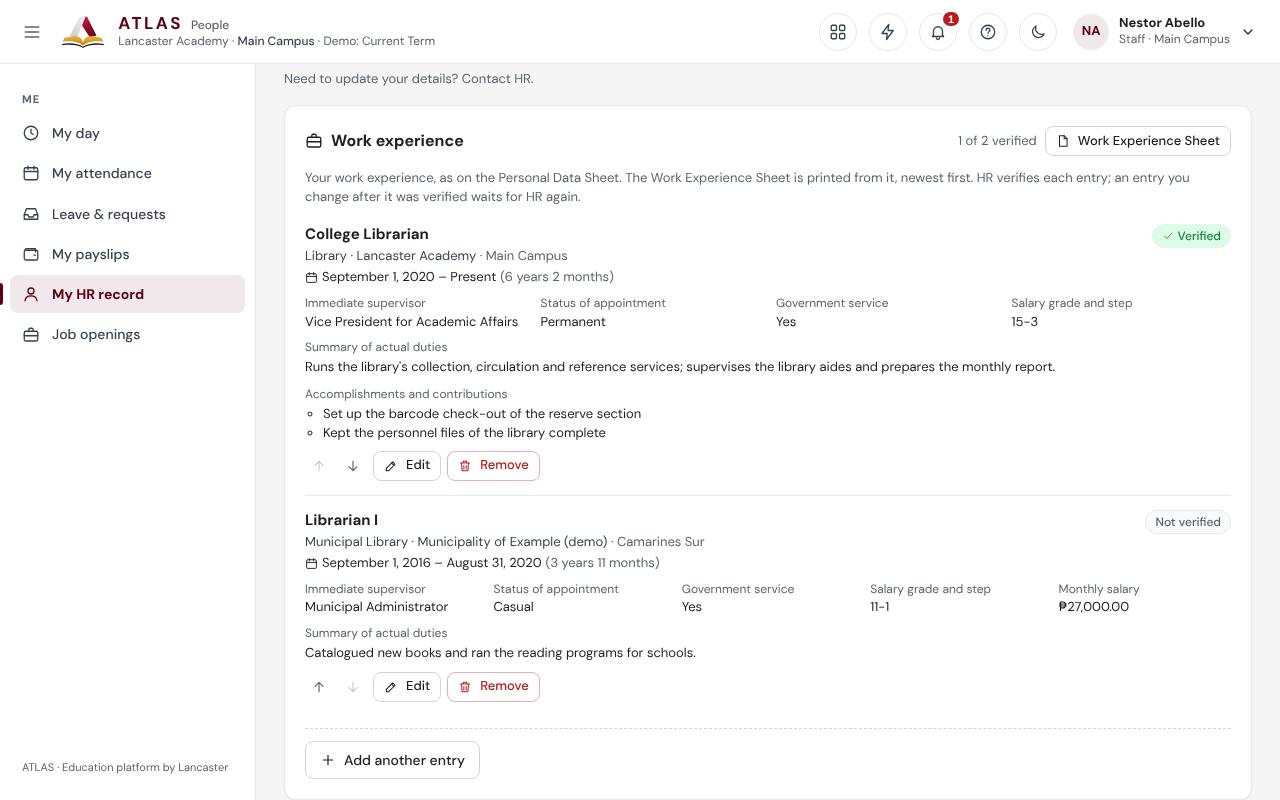 ATLAS People
Lancaster Academy · Main Campus · Demo: Current Term
1
NA
Nestor Abello
Staff · Main Campus
ME
My day
My attendance
Leave & requests
My payslips
My HR record
Job openings
ATLAS · Education platform by Lancaster
Need to update your details? Contact HR.
Work experience
1 of 2 verified
Work Experience Sheet
Your work experience, as on the Personal Data Sheet. The Work Experience Sheet is printed from it, newest first. HR verifies each entry; an entry you
change after it was verified waits for HR again.
College Librarian
Verified
Library · Lancaster Academy · Main Campus
September 1, 2020 – Present (6 years 2 months)
Immediate supervisor Status of appointment Government service Salary grade and step
Vice President for Academic Affairs Permanent Yes 15-3
Summary of actual duties
Runs the library's collection, circulation and reference services; supervises the library aides and prepares the monthly report.
Accomplishments and contributions
Set up the barcode check-out of the reserve section
Kept the personnel files of the library complete
Edit Remove
Librarian I
Not verified
Municipal Library · Municipality of Example (demo) · Camarines Sur
September 1, 2016 – August 31, 2020 (3 years 11 months)
Immediate supervisor Status of appointment Government service Salary grade and step Monthly salary
Municipal Administrator Casual Yes 11-1 ₱27,000.00
Summary of actual duties
Catalogued new books and ran the reading programs for schools.
Edit Remove
Add another entry